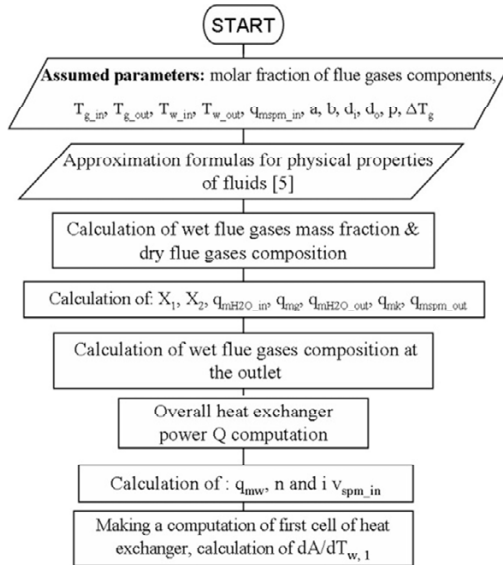 START
Assumed parameters: molar fraction of flue gases components,
T_g_in, T_g_out, T_w_in, T_w_out, q_mspm_in, a, b, d_i, d_o, p, ΔT_g
Approximation formulas for physical properties
of fluids [5]
Calculation of wet flue gases mass fraction &
dry flue gases composition
Calculation of: X_1, X_2, q_mH2O_in, q_mg, q_mH2O_out, q_mk, q_mspm_out
Calculation of wet flue gases composition at
the outlet
Overall heat exchanger
power Q computation
Calculation of : q_mw, n and i v_spm_in
Making a computation of first cell of heat
exchanger, calculation of dA/dT_w, 1